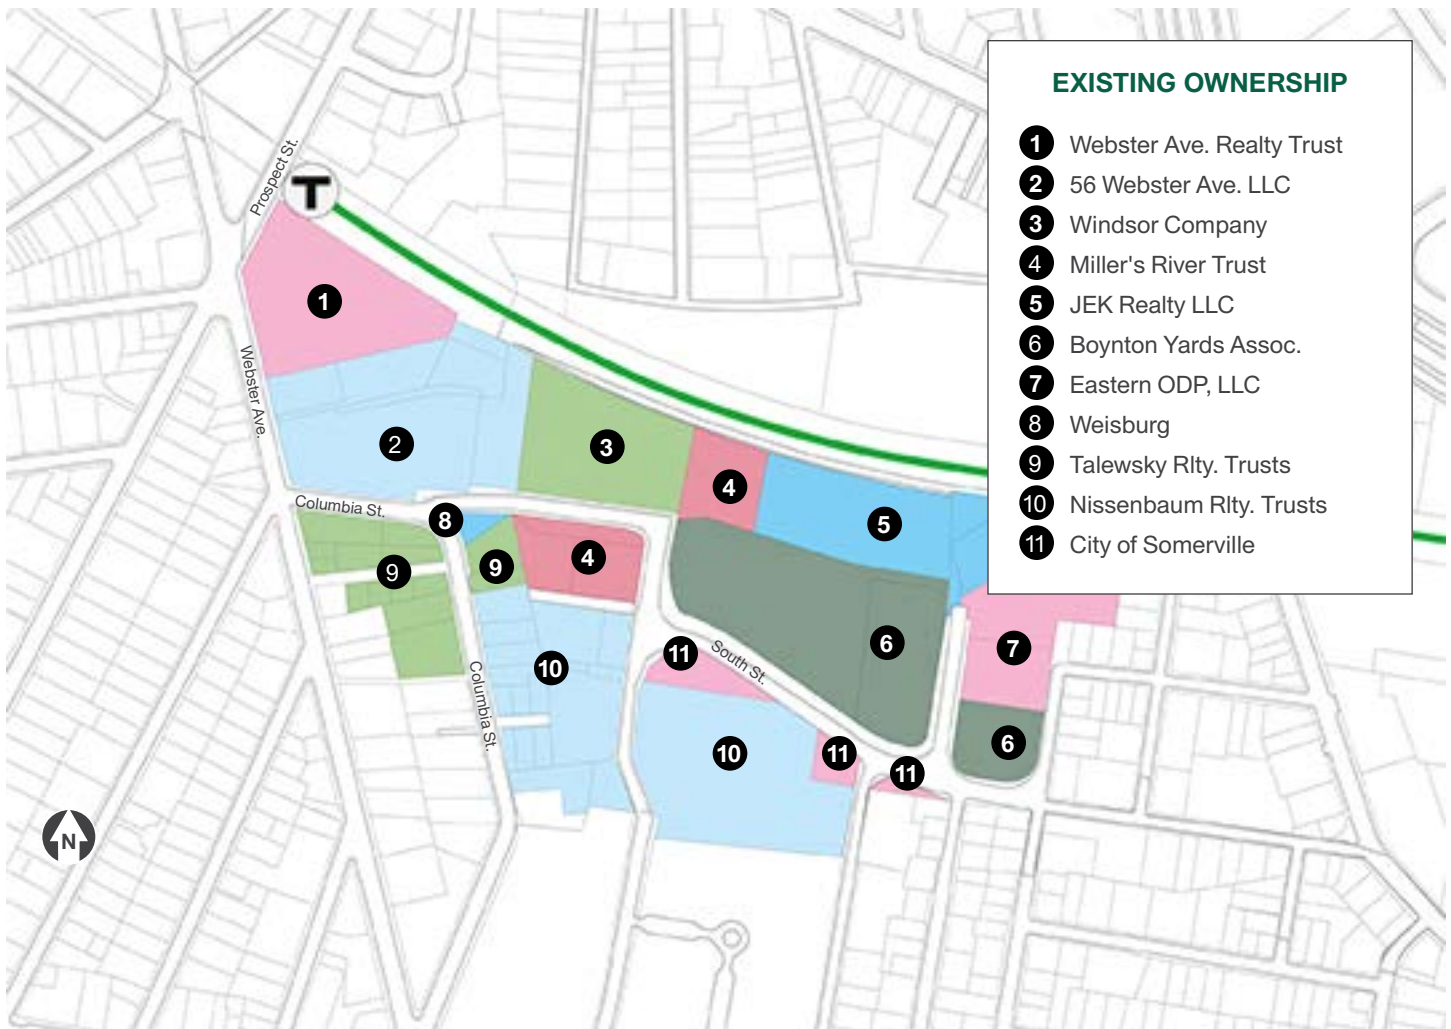 EXISTING OWNERSHIP
1 Webster Ave. Realty Trust
2 56 Webster Ave. LLC
3 Windsor Company
4 Miller's River Trust
5 JEK Realty LLC
6 Boynton Yards Assoc.
7 Eastern ODP, LLC
8 Weisburg
9 Talewsky Rlty. Trusts
10 Nissenbaum Rlty. Trusts
11 City of Somerville
Prospect St.
T
1
Webster Ave.
2
3
4
5
Columbia St.
8
9
9
4
6
11
South St.
7
10
Columbia St.
10
11
11
6
N